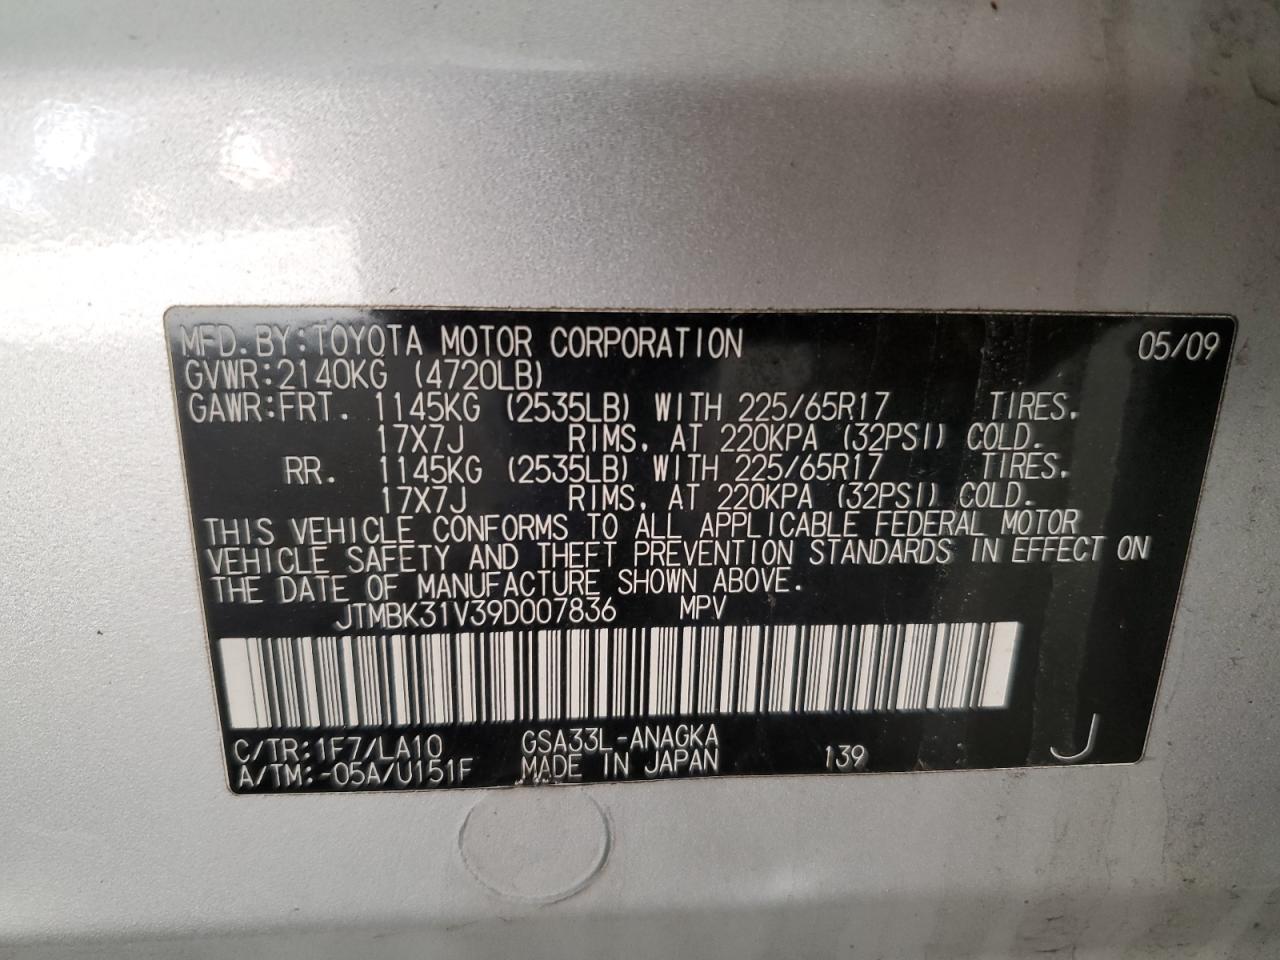 MFD. BY: TOYOTA MOTOR CORPORATION 05/09
GVWR: 2140KG (4720LB)
GAWR: FRT. 1145KG (2535LB) WITH 225/65R17 TIRES.
17X7J RIMS, AT 220KPA (32PSI) COLD.
RR. 1145KG (2535LB) WITH 225/65R17 TIRES.
17X7J RIMS, AT 220KPA (32PSI) COLD.
THIS VEHICLE CONFORMS TO ALL APPLICABLE FEDERAL MOTOR
VEHICLE SAFETY AND THEFT PREVENTION STANDARDS IN EFFECT ON
THE DATE OF MANUFACTURE SHOWN ABOVE.
JTMBK31V39D007836 MPV
C/TR: 1F7/LA10 GSA33L-ANAGKA
A/TM: -05A/U151F MADE IN JAPAN 139 J